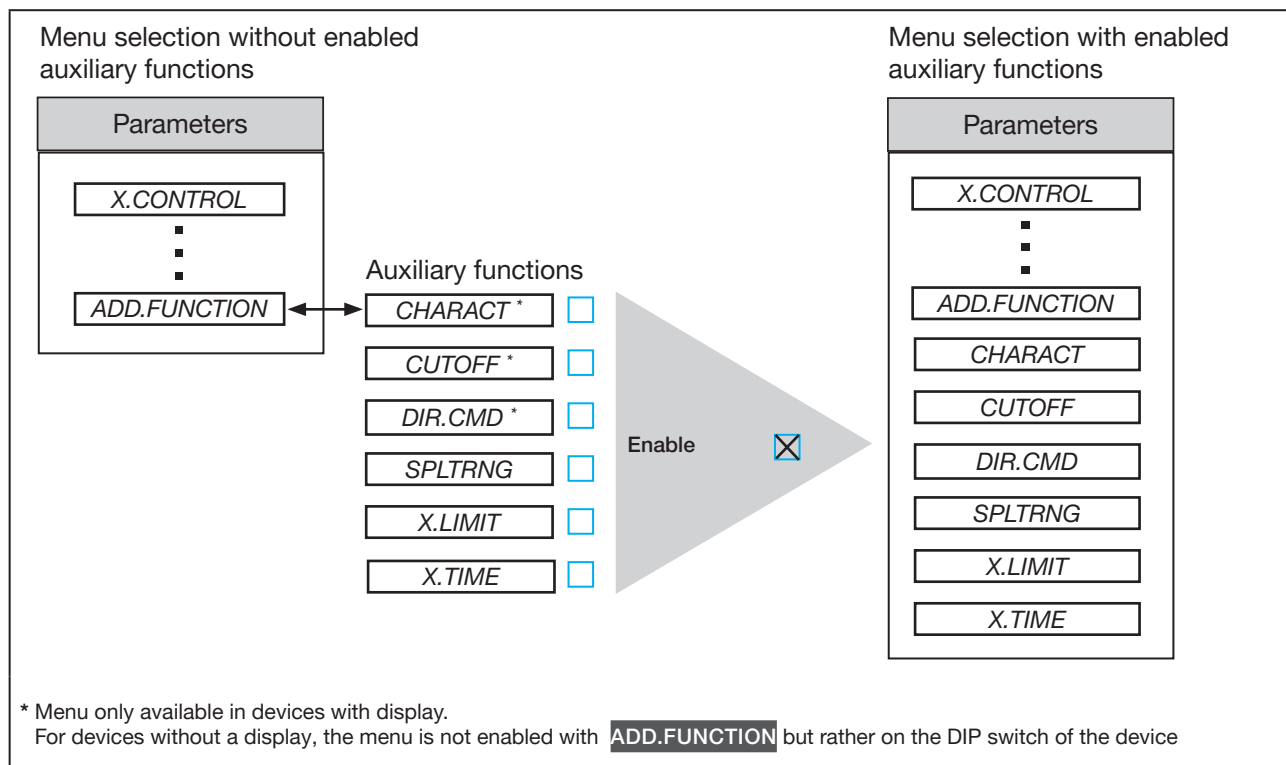 Menu selection without enabled
auxiliary functions
Parameters
X.CONTROL
ADD.FUNCTION
Auxiliary functions
CHARACT *
CUTOFF *
DIR.CMD *
SPLTRNG
X.LIMIT
X.TIME
Enable
Menu selection with enabled
auxiliary functions
Parameters
X.CONTROL
ADD.FUNCTION
CHARACT
CUTOFF
DIR.CMD
SPLTRNG
X.LIMIT
X.TIME
* Menu only available in devices with display.
For devices without a display, the menu is not enabled with ADD.FUNCTION but rather on the DIP switch of the device